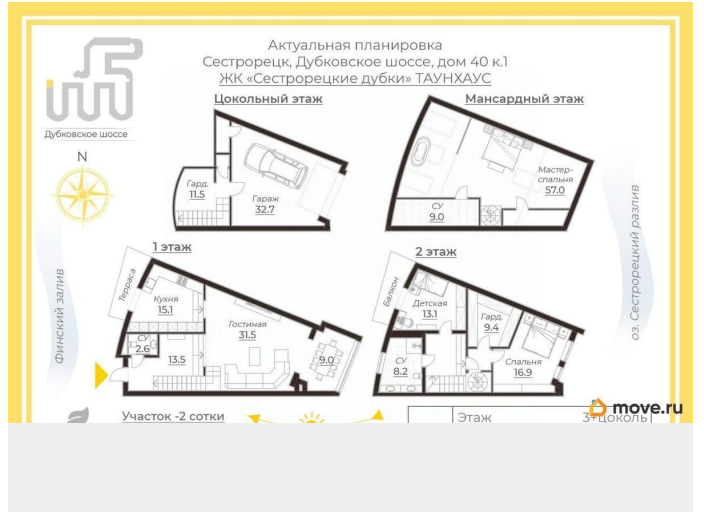 Актуальная планировка
Сестрорецк, Дубковское шоссе, дом 40 к.1
ЖК «Сестрорецкие дубки» ТАУНХАУС
Дубковское шоссе
N
Финский залив
оз. Сестрорецкий разлив
Цокольный этаж
Гард.
11.5
Гараж
32.7
Мансардный этаж
Мастер-
спальня
57.0
СУ
9.0
1 этаж
Терраса
Кухня
15.1
Гостиная
31.5
СУ
2.6
13.5
9.0
2 этаж
Балкон
Детская
13.1
Гард.
9.4
СУ
8.2
Спальня
16.9
Участок -2 сотки
Этаж 3+цоколь
move.ru